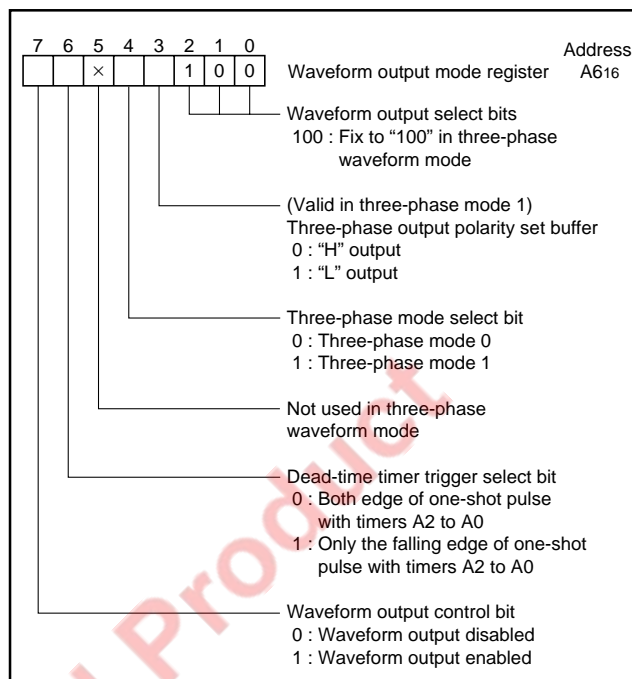 7 6 5 4 3 2 1 0
Address
× 1 0 0 Waveform output mode register A616
Waveform output select bits
100 : Fix to “100” in three-phase
waveform mode
(Valid in three-phase mode 1)
Three-phase output polarity set buffer
0 : “H” output
1 : “L” output
Three-phase mode select bit
0 : Three-phase mode 0
1 : Three-phase mode 1
Not used in three-phase
waveform mode
Dead-time timer trigger select bit
0 : Both edge of one-shot pulse
with timers A2 to A0
1 : Only the falling edge of one-shot
pulse with timers A2 to A0
Waveform output control bit
0 : Waveform output disabled
1 : Waveform output enabled
Product